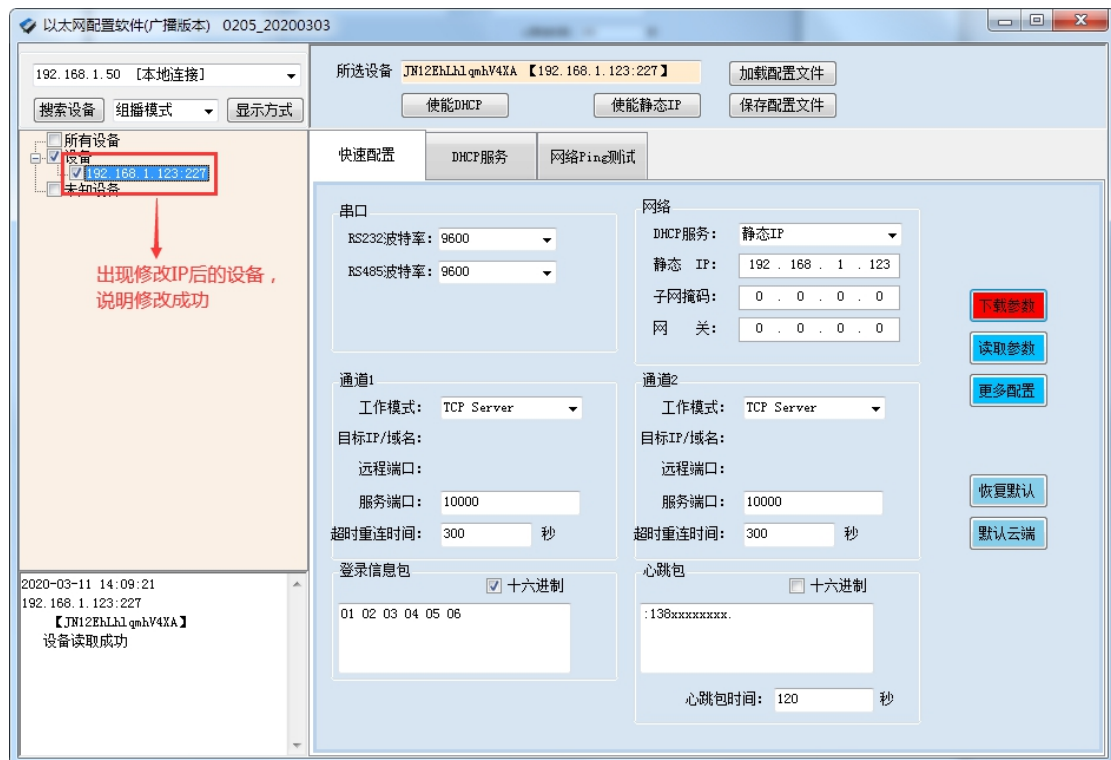 以太网配置软件(广播版本) 0205_20200303
192.168.1.50 [本地连接]
搜索设备 组播模式 显示方式
所有设备
设备
192.168.1.123:227
未知设备
出现修改IP后的设备，
说明修改成功
2020-03-11 14:09:21
192.168.1.123:227
【JN12EhLhlqmhV4XA】
设备读取成功
所选设备 JN12EhLhlqmhV4XA 【192.168.1.123:227】 加载配置文件
使能DHCP 使能静态IP 保存配置文件
快速配置 DHCP服务 网络Ping测试
串口
RS232波特率: 9600
RS485波特率: 9600
网络
DHCP服务: 静态IP
静态 IP: 192 . 168 . 1 . 123
子网掩码: 0 . 0 . 0 . 0
网 关: 0 . 0 . 0 . 0
通道1
工作模式: TCP Server
目标IP/域名:
远程端口:
服务端口: 10000
超时重连时间: 300 秒
通道2
工作模式: TCP Server
目标IP/域名:
远程端口:
服务端口: 10000
超时重连时间: 300 秒
登录信息包
十六进制
01 02 03 04 05 06
心跳包
十六进制
:138xxxxxxxx.
心跳包时间: 120 秒
下载参数
读取参数
更多配置
恢复默认
默认云端